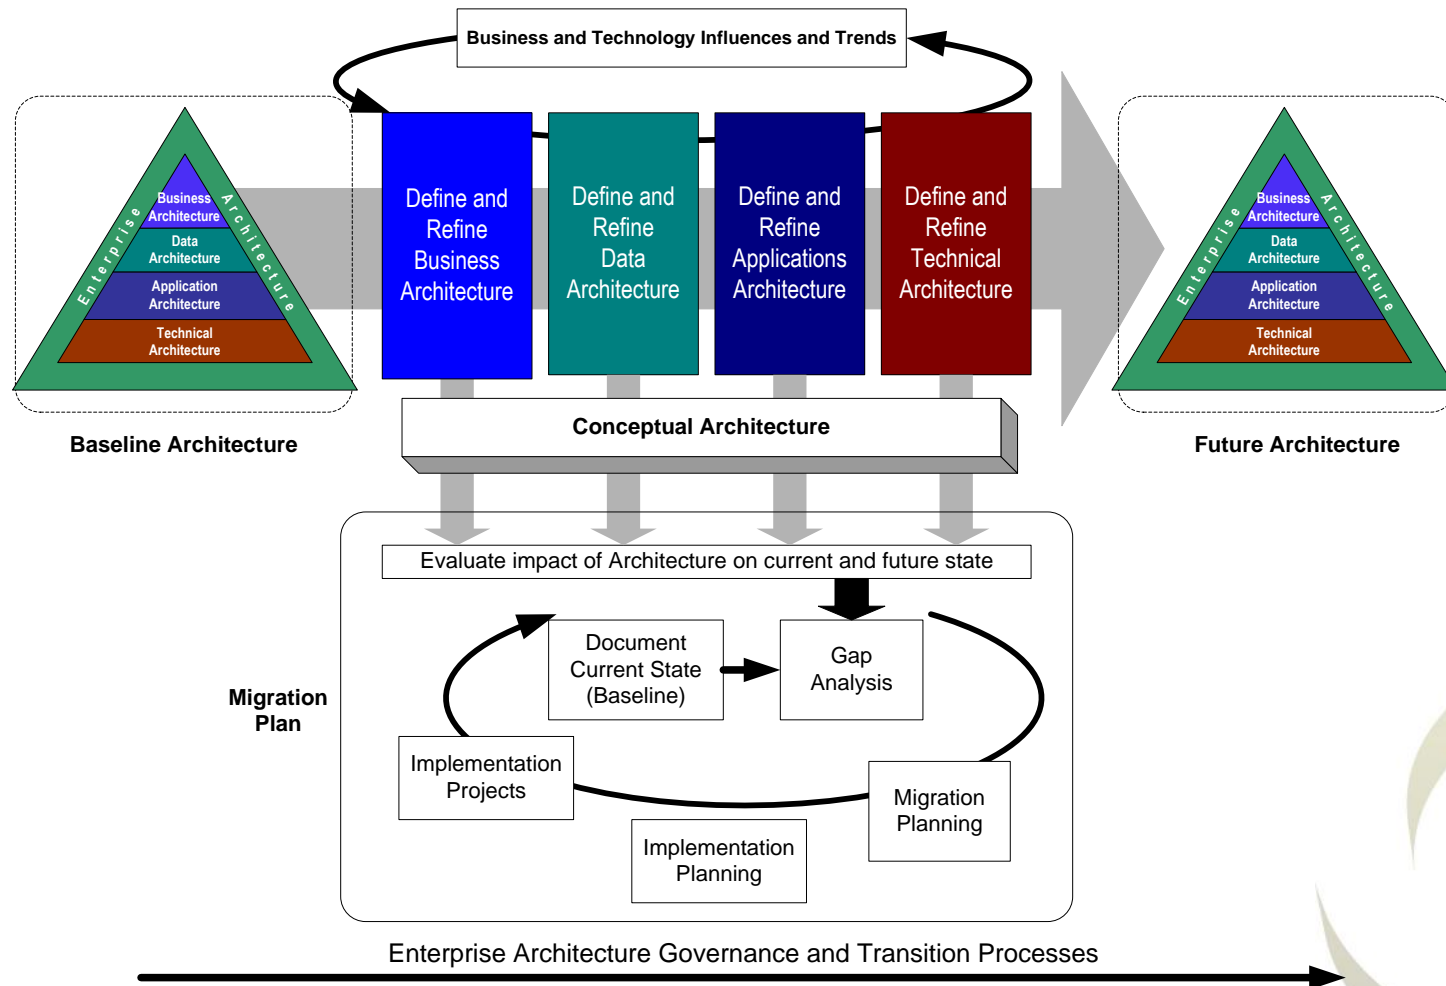 Business and Technology Influences and Trends
Enterprise
Architecture
Business
Architecture
Data
Architecture
Application
Architecture
Technical
Architecture
Baseline Architecture
Define and
Refine
Business
Architecture
Define and
Refine
Data
Architecture
Define and
Refine
Applications
Architecture
Define and
Refine
Technical
Architecture
Enterprise
Architecture
Business
Architecture
Data
Architecture
Application
Architecture
Technical
Architecture
Future Architecture
Conceptual Architecture
Evaluate impact of Architecture on current and future state
Document
Current State
(Baseline)
Gap
Analysis
Migration
Plan
Implementation
Projects
Migration
Planning
Implementation
Planning
Enterprise Architecture Governance and Transition Processes